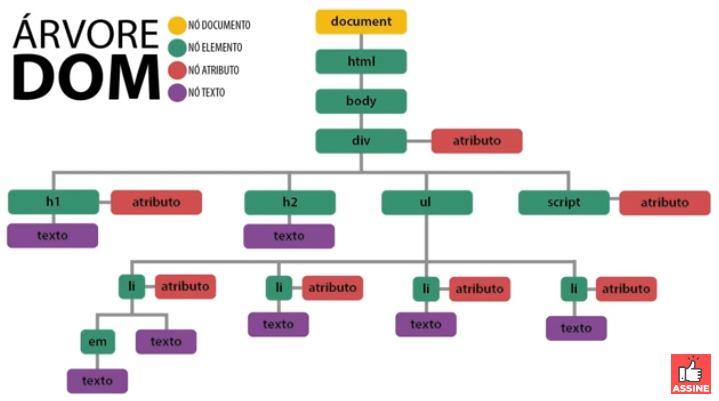 ÁRVORE
DOM
NÓ DOCUMENTO
NÓ ELEMENTO
NÓ ATRIBUTO
NÓ TEXTO
document
html
body
div atributo
h1 atributo h2 ul script atributo
texto texto
li atributo li atributo li atributo li atributo
texto texto texto
em texto
texto
ASSINE